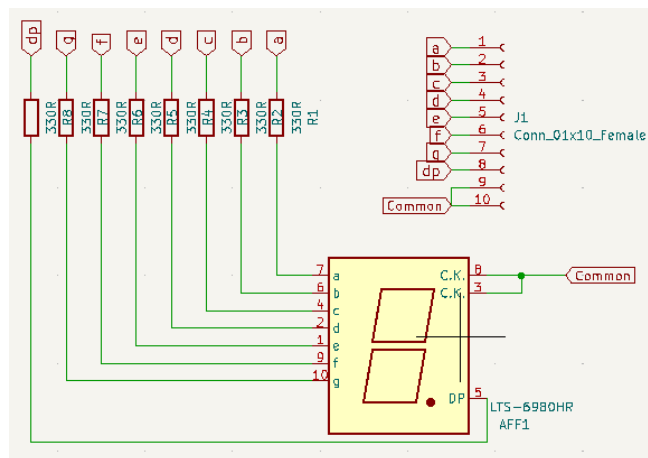 dp g f e d c b a
330R R8 330R R7 330R R6 330R R5 330R R4 330R R3 330R R2 330R R1
a 1
b 2
c 3
d 4
e 5 J1
f 6 Conn_01x10_Female
g 7
dp 8
9
Common 10
7 a C.K. 8 Common
6 b C.K. 3
4 c
2 d
1 e
9 f
10 g
DP 5
LTS-6980HR
AFF1